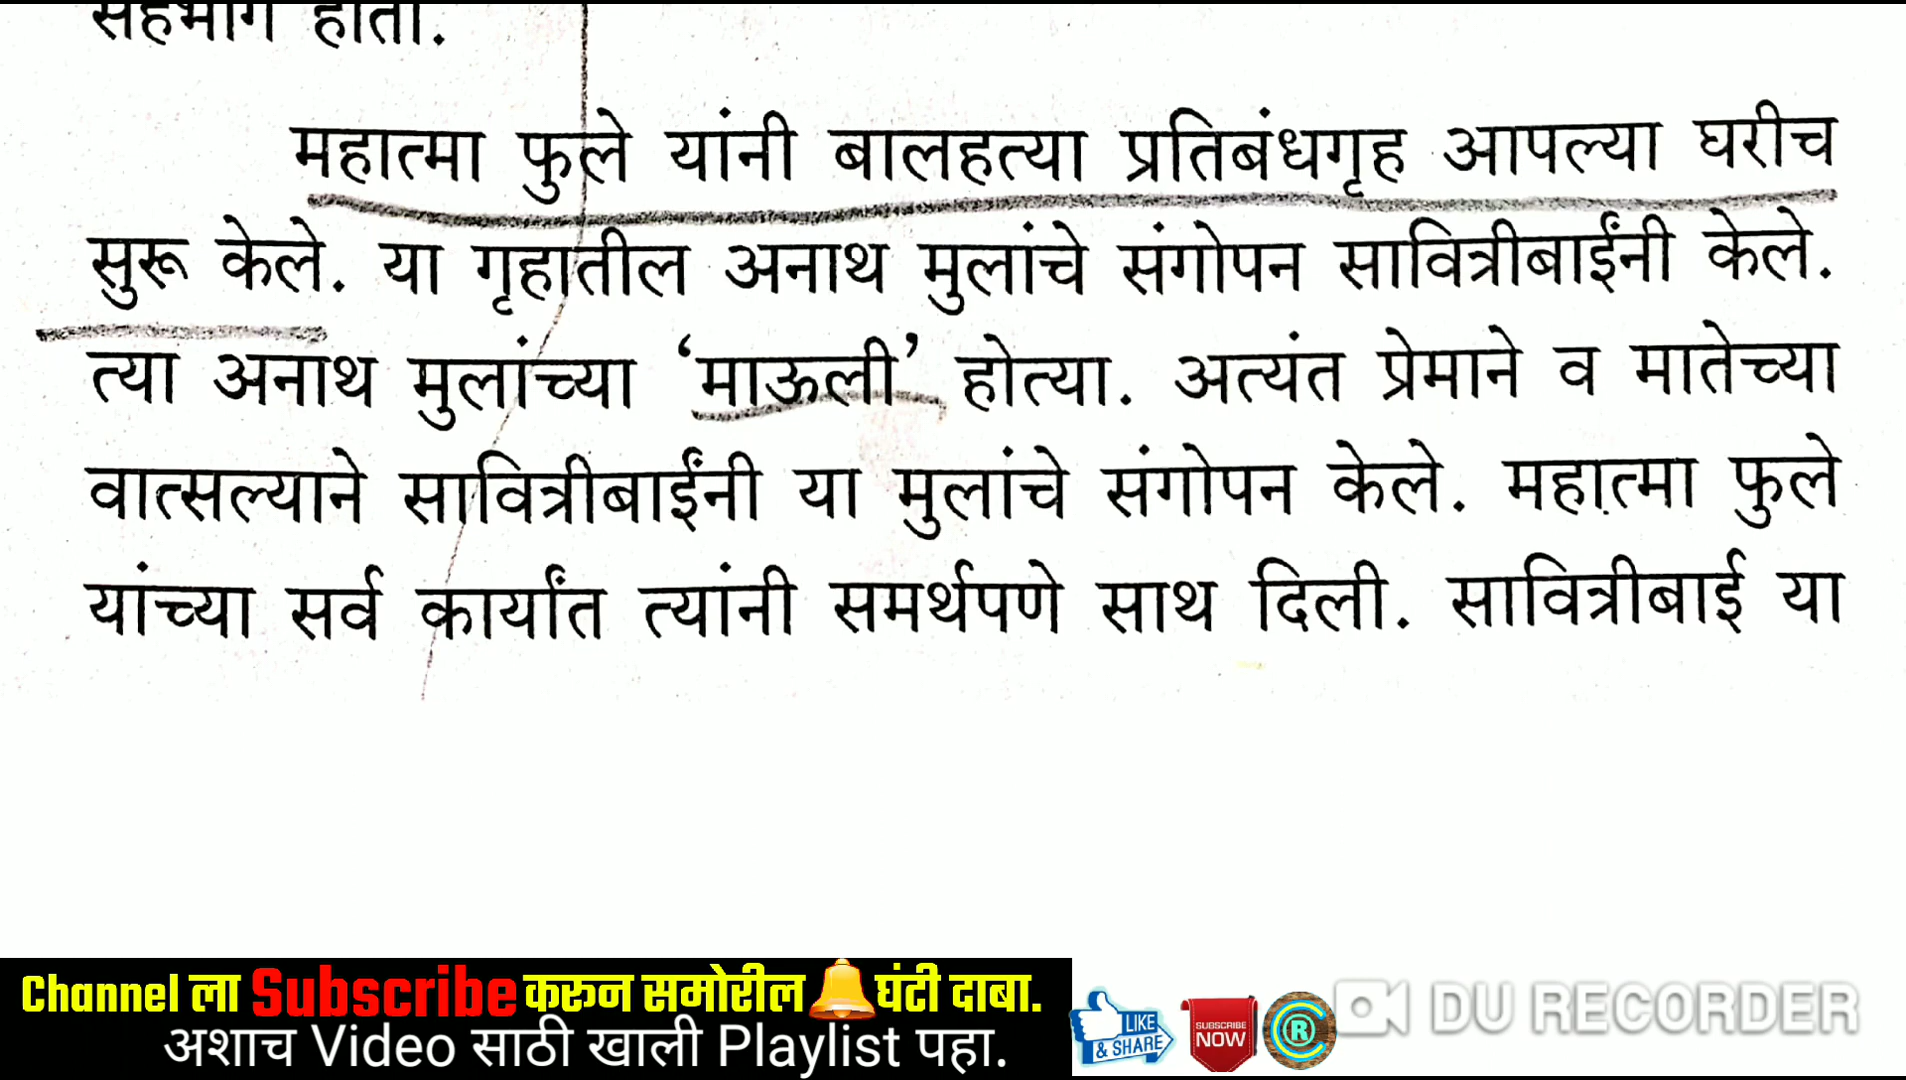 सहभाग होता.
महात्मा फुले यांनी बालहत्या प्रतिबंधगृह आपल्या घरीच
सुरू केले. या गृहातील अनाथ मुलांचे संगोपन सावित्रीबाईंनी केले.
त्या अनाथ मुलांच्या ‘माऊली’ होत्या. अत्यंत प्रेमाने व मातेच्या
वात्सल्याने सावित्रीबाईंनी या मुलांचे संगोपन केले. महात्मा फुले
यांच्या सर्व कार्यांत त्यांनी समर्थपणे साथ दिली. सावित्रीबाई या
Channel ला Subscribe करून समोरील घंटी दाबा.
अशाच Video साठी खाली Playlist पहा.
LIKE
& SHARE
SUBSCRIBE
NOW
C R
DU RECORDER